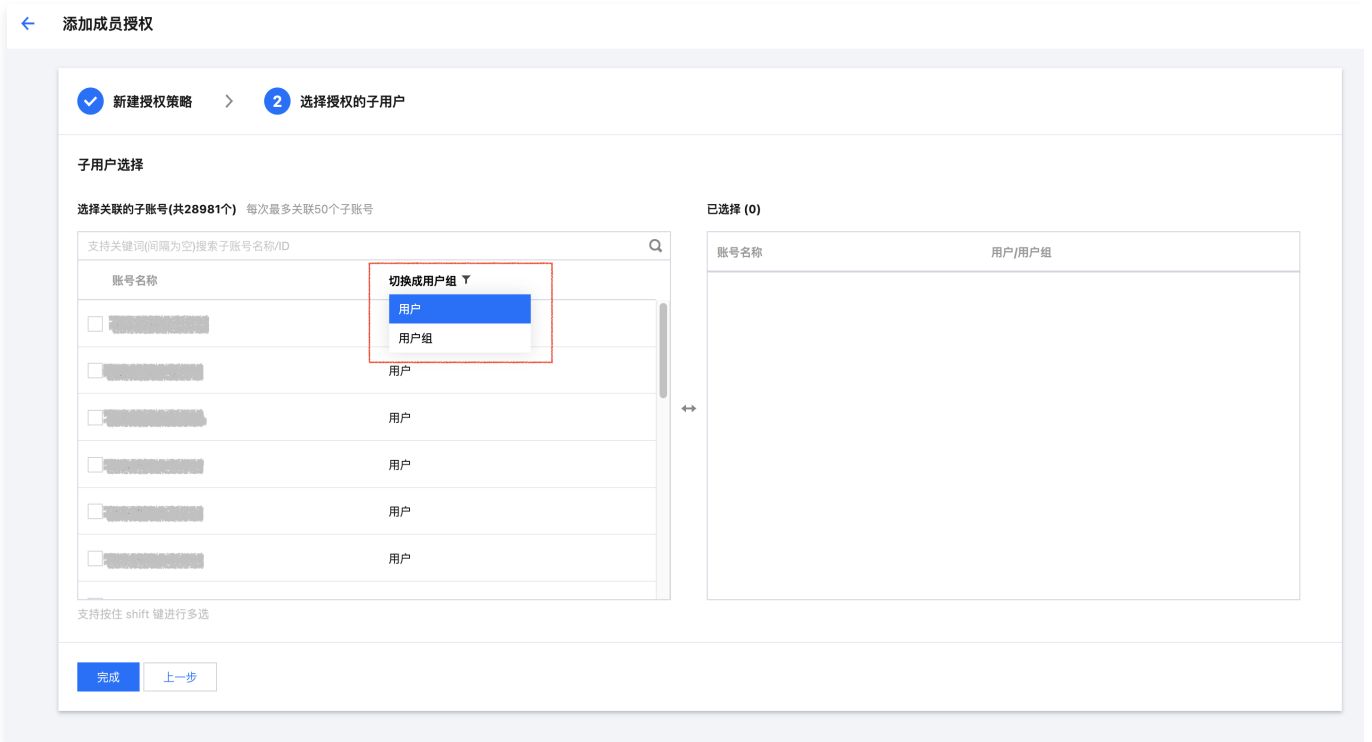 添加成员授权
新建授权策略
2 选择授权的子用户
子用户选择
选择关联的子账号(共28981个) 每次最多关联50个子账号
已选择 (0)
支持关键词(间隔为空)搜索子账号名称/ID
账号名称 切换成用户组
账号名称 用户/用户组
用户
用户组
用户
用户
用户
用户
用户
支持按住 shift 键进行多选
完成 上一步